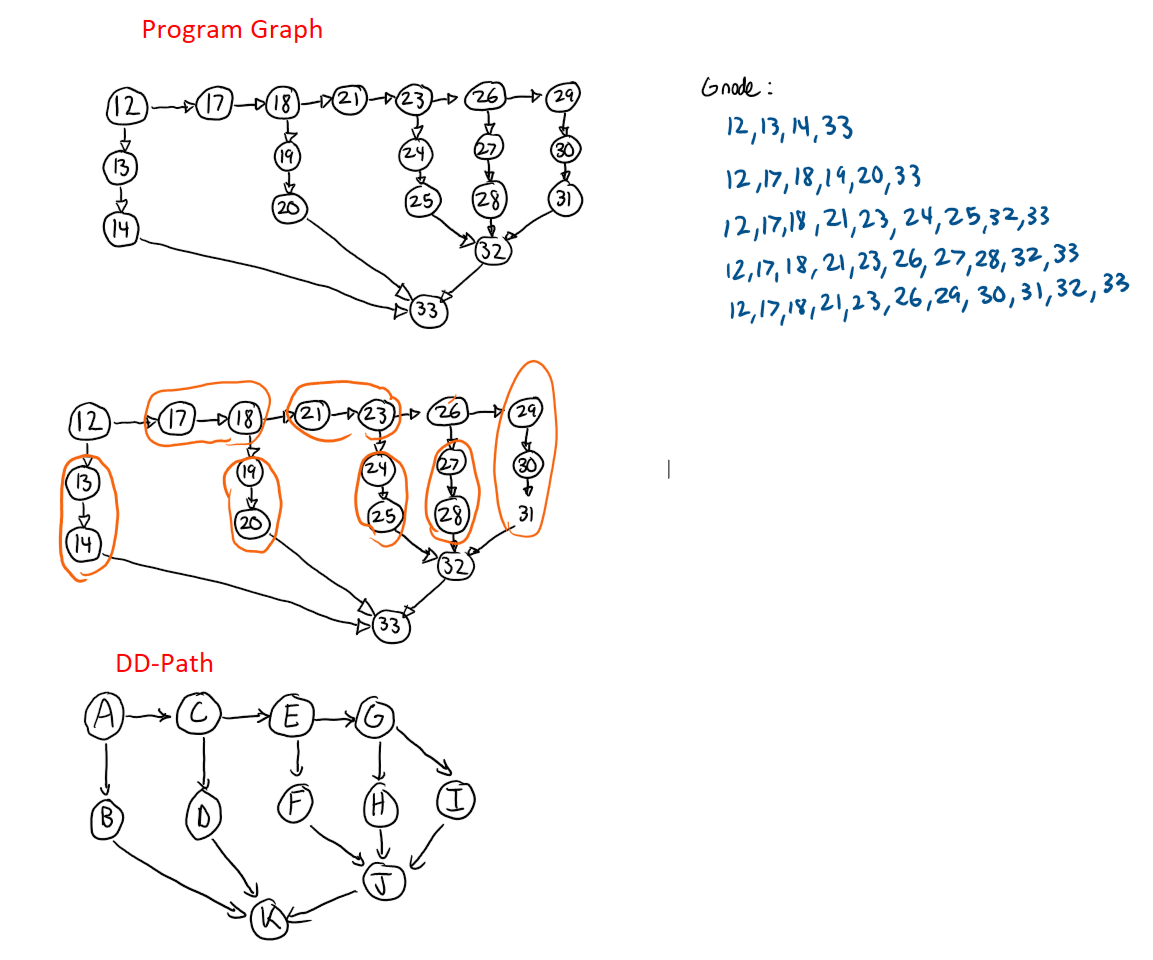 Program Graph
12 17 18 21 23 26 29
13 19 24 27 30
14 20 25 28 31
32
33
Gnode:
12,13,14,33
12,17,18,19,20,33
12,17,18,21,23,24,25,32,33
12,17,18,21,23,26,27,28,32,33
12,17,18,21,23,26,29,30,31,32,33
12 17 18 21 23 26 29
13 19 24 27 30
14 20 25 28 31
32
33
DD-Path
A C E G
B D F H I
J
K